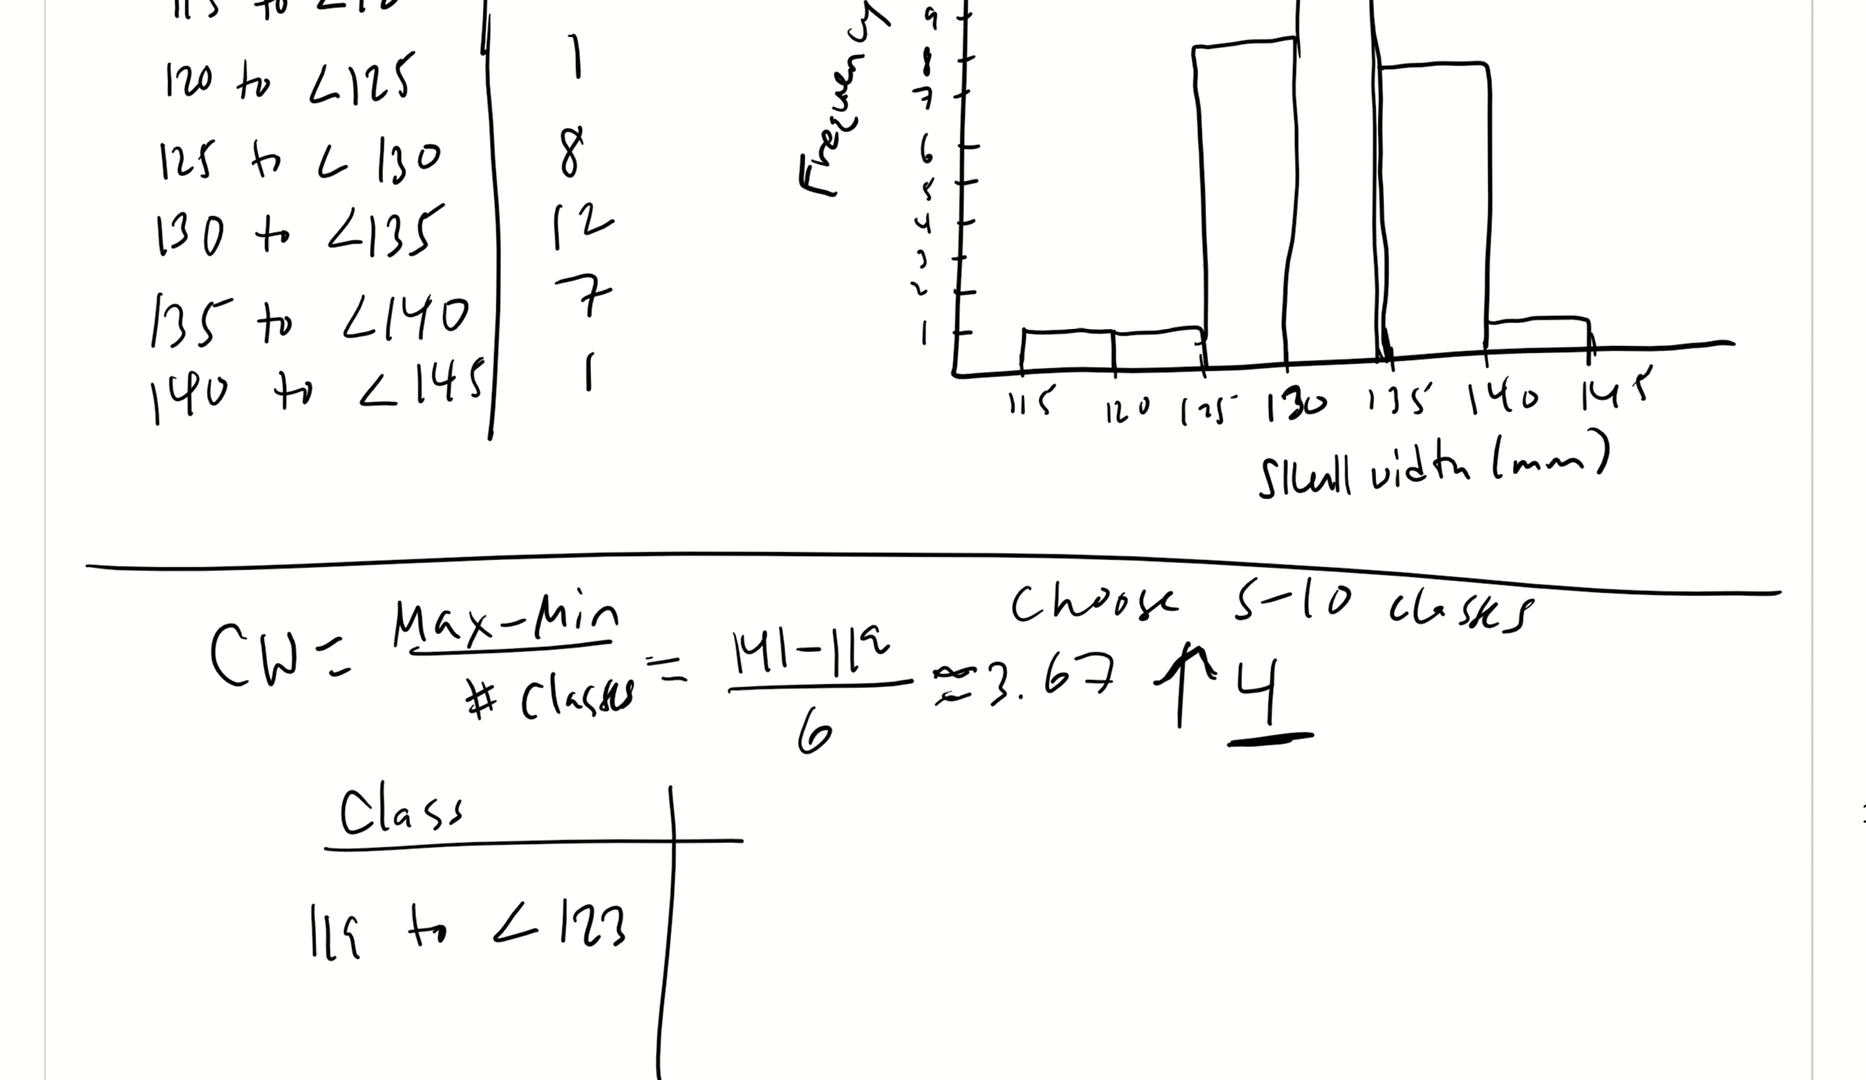 120 to <125 1
125 to < 130 8
130 to <135 12
135 to <140 7
140 to <145 1
Frequency
9
8
7
6
5
4
3
2
1
115 120 125 130 135 140 145
Skull width (mm)
Choose 5-10 classes
CW = Max-Min / # Classes = 141-119 / 6 ≈ 3.67 ↑ 4
Class
119 to < 123